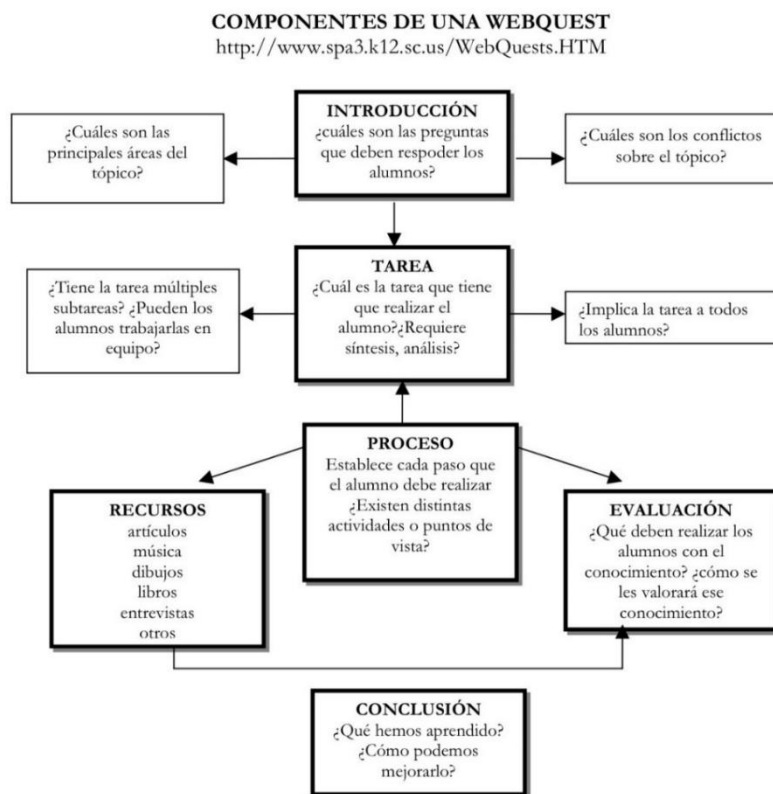 COMPONENTES DE UNA WEBQUEST
http://www.spa3.k12.sc.us/WebQuests.HTM
INTRODUCCIÓN
¿cuáles son las preguntas
que deben respoder los
alumnos?
¿Cuáles son las
principales áreas del
tópico?
¿Cuáles son los conflictos
sobre el tópico?
TAREA
¿Cuál es la tarea que tiene
que realizar el
alumno?¿Requiere
síntesis, análisis?
¿Tiene la tarea múltiples
subtareas? ¿Pueden los
alumnos trabajarlas en
equipo?
¿Implica la tarea a todos
los alumnos?
PROCESO
Establece cada paso que
el alumno debe realizar
¿Existen distintas
actividades o puntos de
vista?
RECURSOS
artículos
música
dibujos
libros
entrevistas
otros
EVALUACIÓN
¿Qué deben realizar los
alumnos con el
conocimiento? ¿cómo se
les valorará ese
conocimiento?
CONCLUSIÓN
¿Qué hemos aprendido?
¿Cómo podemos
mejorarlo?